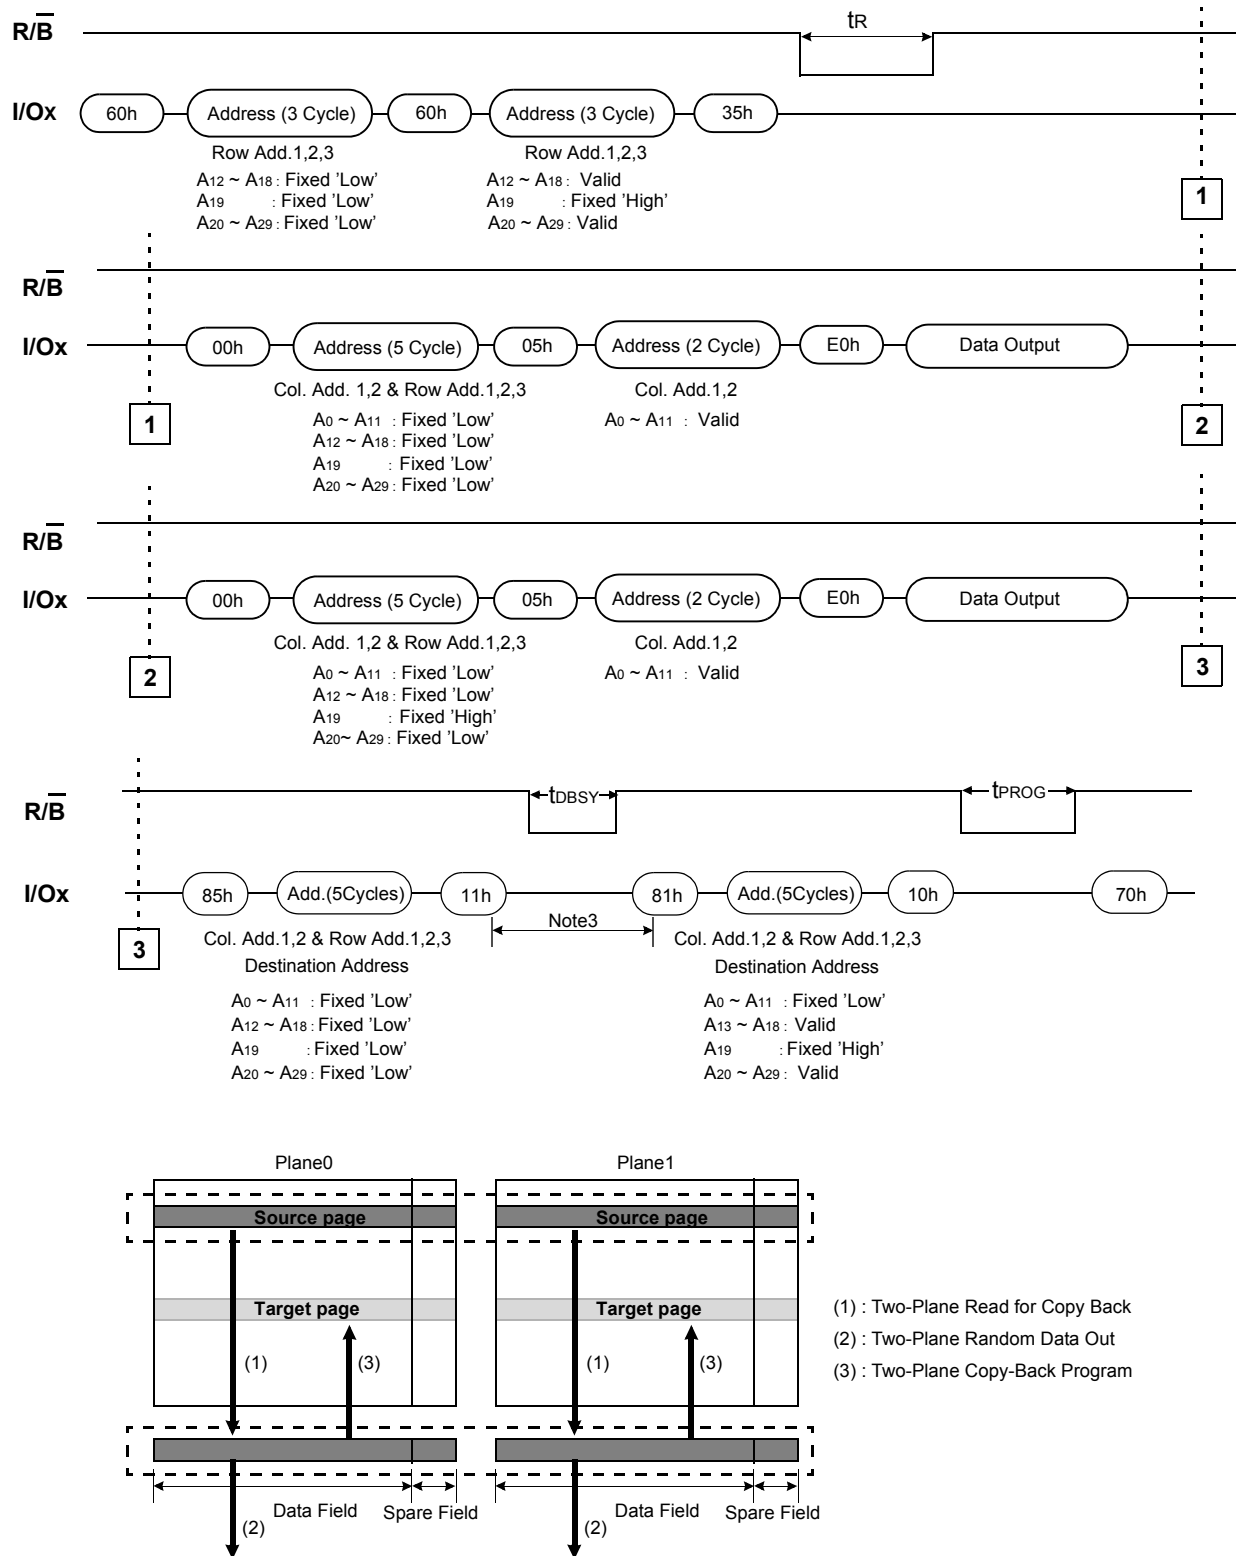 R/B tR
I/Ox 60h Address (3 Cycle) 60h Address (3 Cycle) 35h
Row Add.1,2,3 Row Add.1,2,3
A12 ~ A18 : Fixed 'Low' A12 ~ A18 : Valid
A19 : Fixed 'Low' A19 : Fixed 'High'
A20 ~ A29 : Fixed 'Low' A20 ~ A29 : Valid
1
R/B
I/Ox 00h Address (5 Cycle) 05h Address (2 Cycle) E0h Data Output
Col. Add. 1,2 & Row Add.1,2,3 Col. Add.1,2
A0 ~ A11 : Fixed 'Low' A0 ~ A11 : Valid
A12 ~ A18 : Fixed 'Low'
A19 : Fixed 'Low'
A20 ~ A29 : Fixed 'Low'
1 2
R/B
I/Ox 00h Address (5 Cycle) 05h Address (2 Cycle) E0h Data Output
Col. Add. 1,2 & Row Add.1,2,3 Col. Add.1,2
A0 ~ A11 : Fixed 'Low' A0 ~ A11 : Valid
A12 ~ A18 : Fixed 'Low'
A19 : Fixed 'High'
A20~ A29 : Fixed 'Low'
2 3
R/B tDBSY tPROG
I/Ox 85h Add.(5Cycles) 11h 81h Add.(5Cycles) 10h 70h
Note3
3
Col. Add.1,2 & Row Add.1,2,3 Col. Add.1,2 & Row Add.1,2,3
Destination Address Destination Address
A0 ~ A11 : Fixed 'Low' A0 ~ A11 : Fixed 'Low'
A12 ~ A18 : Fixed 'Low' A13 ~ A18 : Valid
A19 : Fixed 'Low' A19 : Fixed 'High'
A20 ~ A29 : Fixed 'Low' A20 ~ A29 : Valid
Plane0 Plane1
Source page Source page
Target page Target page
(1) (3) (1) (3)
(1) : Two-Plane Read for Copy Back
(2) : Two-Plane Random Data Out
(3) : Two-Plane Copy-Back Program
Data Field Spare Field Data Field Spare Field
(2) (2)